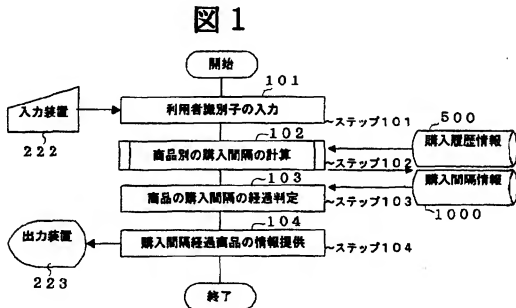 図1
開始
101
利用者識別子の入力
入力装置
ステップ101
222
102
500
商品別の購入間隔の計算
購入履歴情報
ステップ102
103
購入間隔情報
商品の購入間隔の経過判定
ステップ103
1000
104
出力装置
購入間隔経過商品の情報提供
ステップ104
223
終了